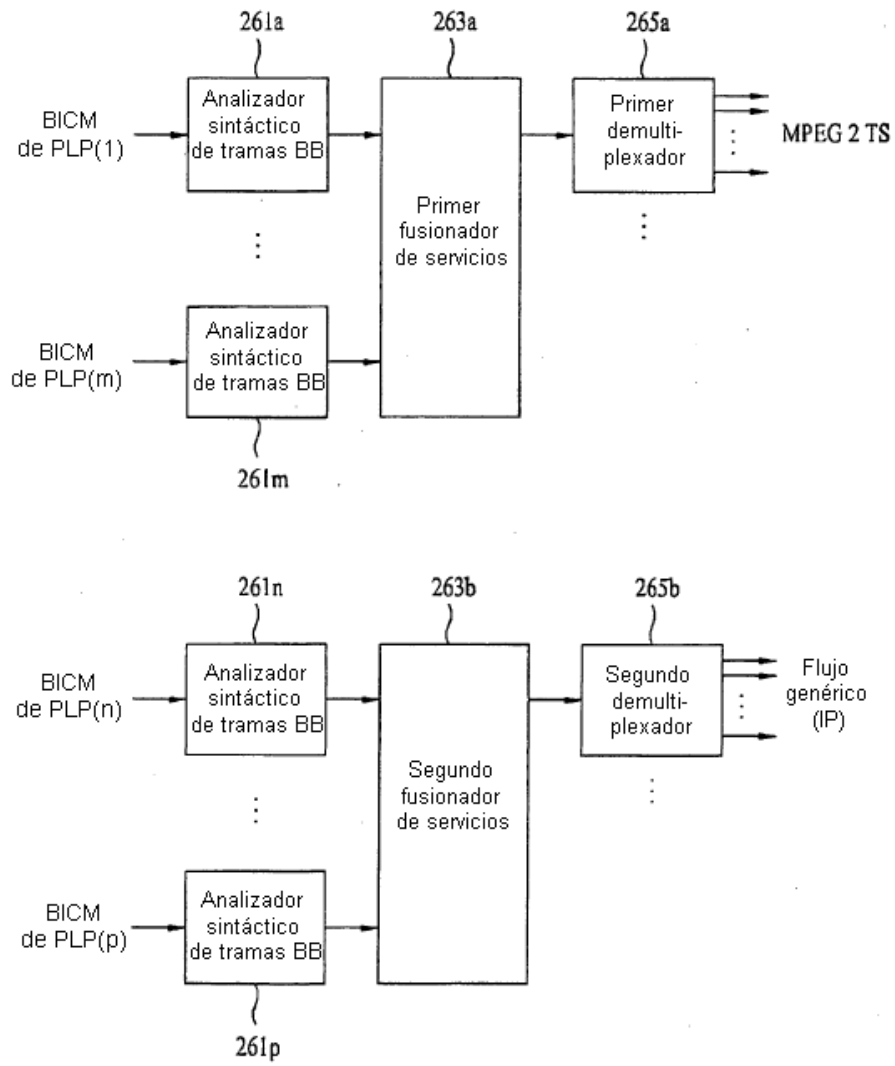 261a
263a
265a
BICM
de PLP(1)
Analizador
sintáctico
de tramas BB
Primer
demulti-
plexador
MPEG 2 TS
Primer
fusionador
de servicios
BICM
de PLP(m)
Analizador
sintáctico
de tramas BB
261m
261n
263b
265b
BICM
de PLP(n)
Analizador
sintáctico
de tramas BB
Segundo
demulti-
plexador
Flujo
genérico
(IP)
Segundo
fusionador
de servicios
BICM
de PLP(p)
Analizador
sintáctico
de tramas BB
261p